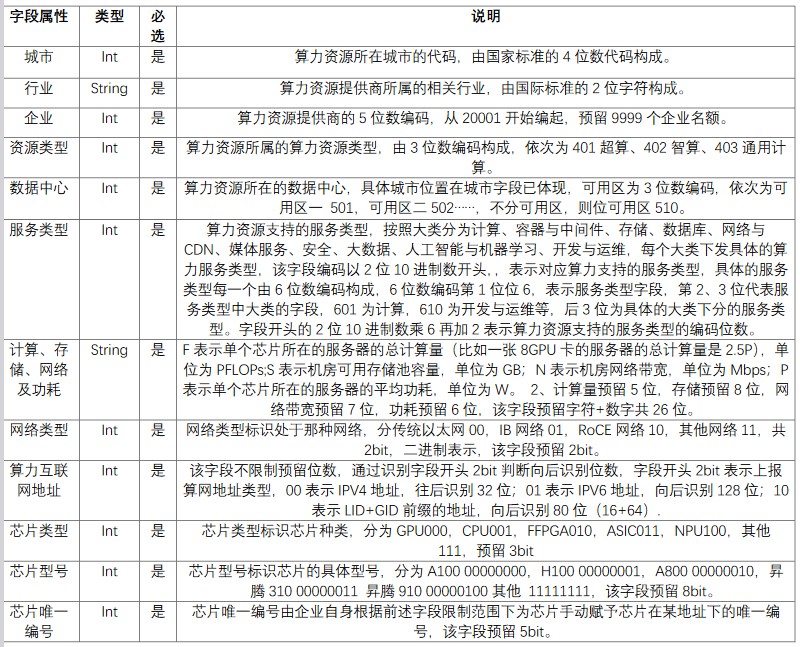 字段属性 类型 必选 说明
城市 Int 是 算力资源所在城市的代码，由国家标准的 4 位数代码构成。
行业 String 是 算力资源提供商所属的相关行业，由国际标准的 2 位字符构成。
企业 Int 是 算力资源提供商的 5 位数编码，从 20001 开始编起，预留 9999 个企业名额。
资源类型 Int 是 算力资源所属的算力资源类型，由 3 位数编码构成，依次为 401 超算、402 智算、403 通用计
算。
数据中心 Int 是 算力资源所在的数据中心，具体城市位置在城市字段已体现，可用区为 3 位数编码，依次为可
用区一 501，可用区二 502……，不分可用区，则位可用区 510。
服务类型 Int 是 算力资源支持的服务类型，按照大类分为计算、容器与中间件、存储、数据库、网络与
CDN、媒体服务、安全、大数据、人工智能与机器学习、开发与运维，每个大类下发具体的算
力服务类型，该字段编码以 2 位 10 进制数开头，，表示对应算力支持的服务类型，具体的服务
类型每一个由 6 位数编码构成，6 位数编码第 1 位位 6，表示服务类型字段，第 2、3 位代表服
务类型中大类的字段，601 为计算，610 为开发与运维等，后 3 位为具体的大类下分的服务类
型。字段开头的 2 位 10 进制数乘 6 再加 2 表示算力资源支持的服务类型的编码位数。
计算、存 String 是 F 表示单个芯片所在的服务器的总计算量（比如一张 8GPU 卡的服务器的总计算量是 2.5P），单
储、网络 位为 PFLOPs;S 表示机房可用存储池容量，单位为 GB；N 表示机房网络带宽，单位为 Mbps；P
及功耗 表示单个芯片所在的服务器的平均功耗，单位为 W。 2、计算量预留 5 位，存储预留 8 位，网
络带宽预留 7 位，功耗预留 6 位，该字段预留字符+数字共 26 位。
网络类型 Int 是 网络类型标识处于那种网络，分传统以太网 00，IB 网络 01，RoCE 网络 10，其他网络 11，共
2bit，二进制表示，该字段预留 2bit。
算力互联 Int 是 该字段不限制预留位数，通过识别字段开头 2bit 判断向后识别位数，字段开头 2bit 表示上报
网地址 算网地址类型，00 表示 IPV4 地址，往后识别 32 位；01 表示 IPV6 地址，向后识别 128 位；10
表示 LID+GID 前缀的地址，向后识别 80 位（16+64）.
芯片类型 Int 是 芯片类型标识芯片种类，分为 GPU000，CPU001，FFPGA010，ASIC011，NPU100，其他
111，预留 3bit
芯片型号 Int 是 芯片型号标识芯片的具体型号，分为 A100 00000000，H100 00000001，A800 00000010，昇
腾 310 00000011 昇腾 910 00000100 其他 11111111，该字段预留 8bit。
芯片唯一 Int 是 芯片唯一编号由企业自身根据前述字段限制范围下为芯片手动赋予芯片在某地址下的唯一编
编号 号，该字段预留 5bit。